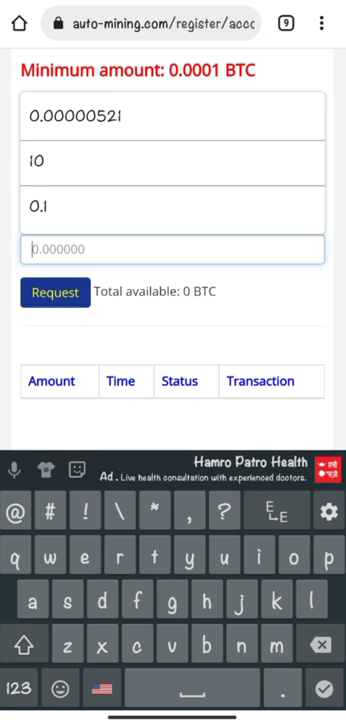 auto-mining.com/register/accc
9
Minimum amount: 0.0001 BTC
0.00000521
10
0.1
0.000000
Request Total available: 0 BTC
Amount Time Status Transaction
Hamro Patro Health
Ad . Live health consultation with experienced doctors.
@ # ! \ * , ?
q w e r t y u i o p
a s d f g h j k l
z x c v b n m
123 .